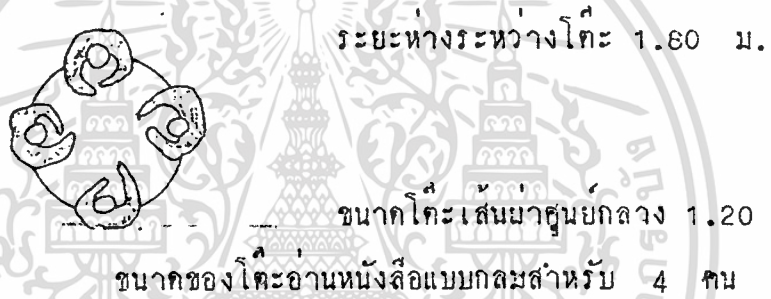 ระยะห่างระหว่างโต๊ะ 1.80 ม.
ขนาดโต๊ะเส้นผ่าศูนย์กลาง 1.20
ขนาดของโต๊ะอ่านหนังสือแบบกลมสำหรับ 4 คน